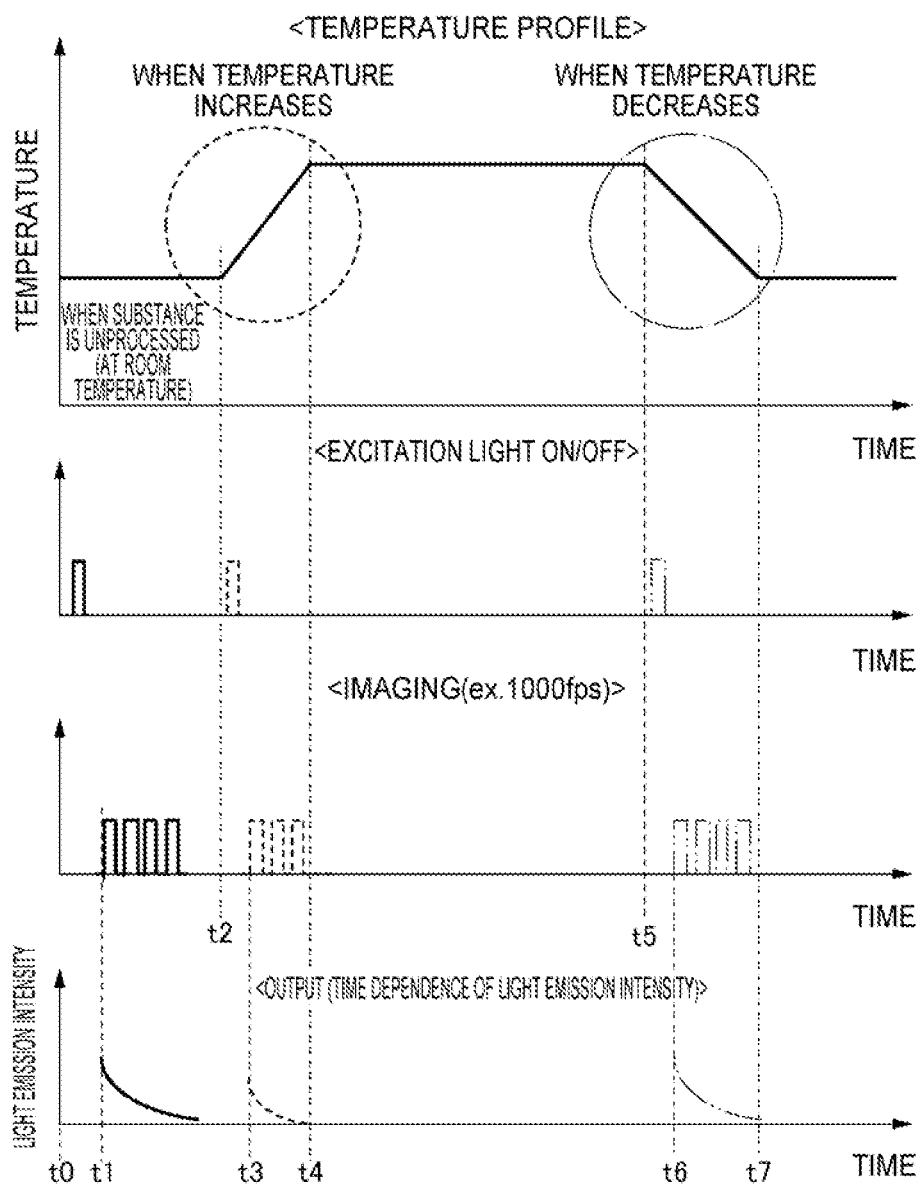 <TEMPERATURE PROFILE>
WHEN TEMPERATURE
INCREASES
WHEN TEMPERATURE
DECREASES
TEMPERATURE
WHEN SUBSTANCE
IS UNPROCESSED
(AT ROOM
TEMPERATURE)
TIME
<EXCITATION LIGHT ON/OFF>
TIME
<IMAGING(ex.1000fps)>
t2
t5
TIME
LIGHT EMISSION INTENSITY
<OUTPUT (TIME DEPENDENCE OF LIGHT EMISSION INTENSITY)>
t0
t1
t3
t4
t6
t7
TIME